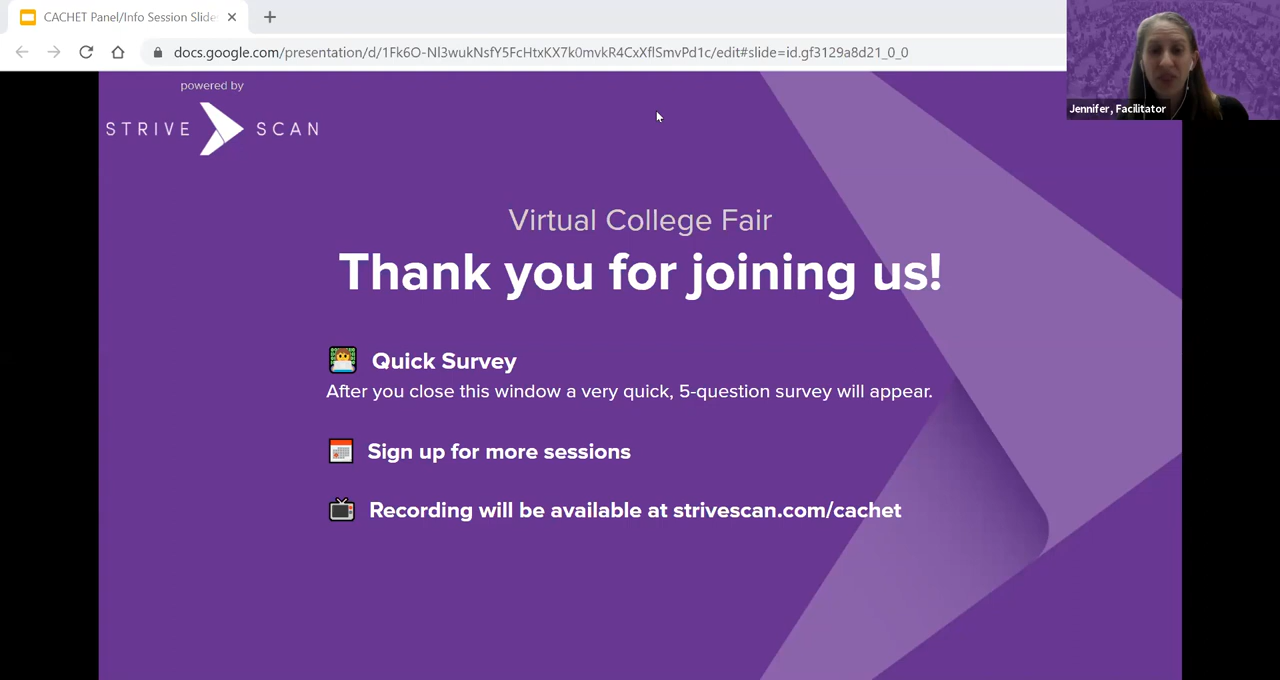 CACHET Panel/Info Session Slide
docs.google.com/presentation/d/1Fk6O-NI3wukNsfY5FcHtxKX7k0mvkR4CxXflSmvPd1c/edit#slide=id.gf3129a8d21_0_0
Jennifer, Facilitator
powered by
STRIVE SCAN
Virtual College Fair
Thank you for joining us!
Quick Survey
After you close this window a very quick, 5-question survey will appear.
Sign up for more sessions
Recording will be available at strivescan.com/cachet